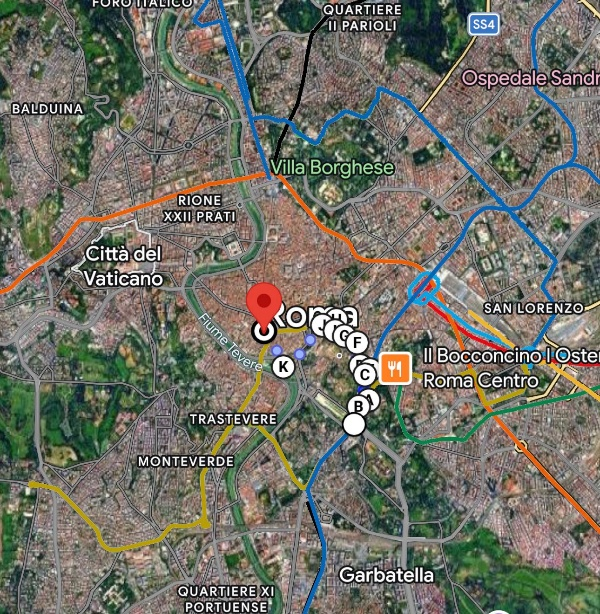 FORO ITALICO
QUARTIERE
II PARIOLI
SS4
Ospedale Sandr
BALDUINA
Villa Borghese
RIONE
XXII PRATI
Città del
Vaticano
Roma
SAN LORENZO
Fiume Tevere
F
K
C
Il Bocconcino | Oster
Roma Centro
A
B
TRASTEVERE
MONTEVERDE
Garbatella
QUARTIERE XI
PORTUENSE